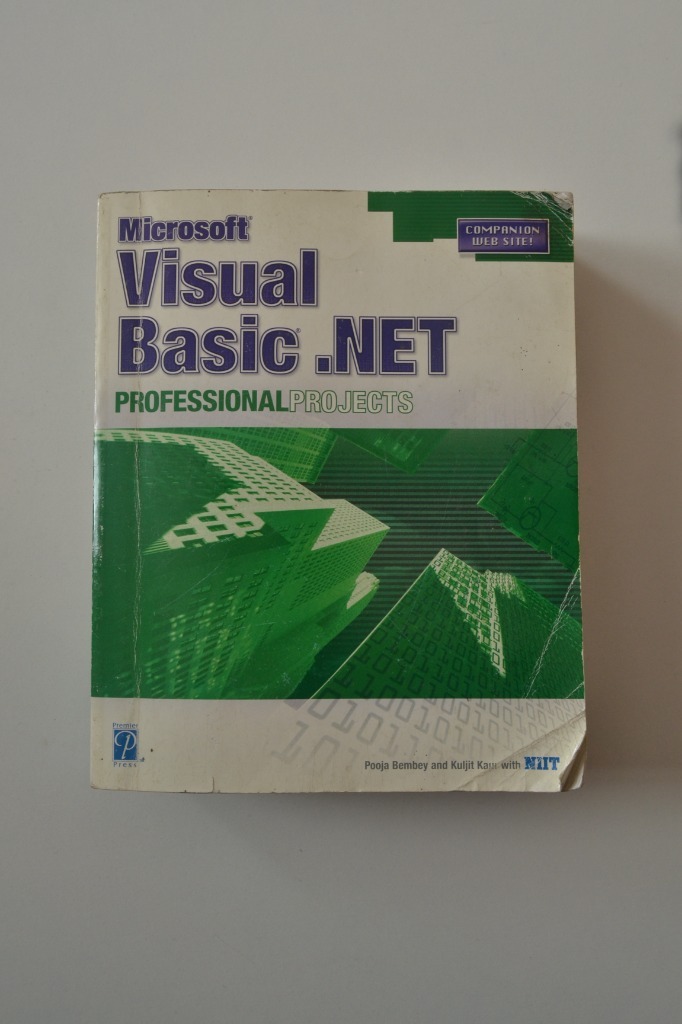 Microsoft®
Visual
Basic® .NET
PROFESSIONALPROJECTS
COMPANION
WEB SITE!
Premier
P
Press
Pooja Bembey and Kuljit Kaur with NIIT